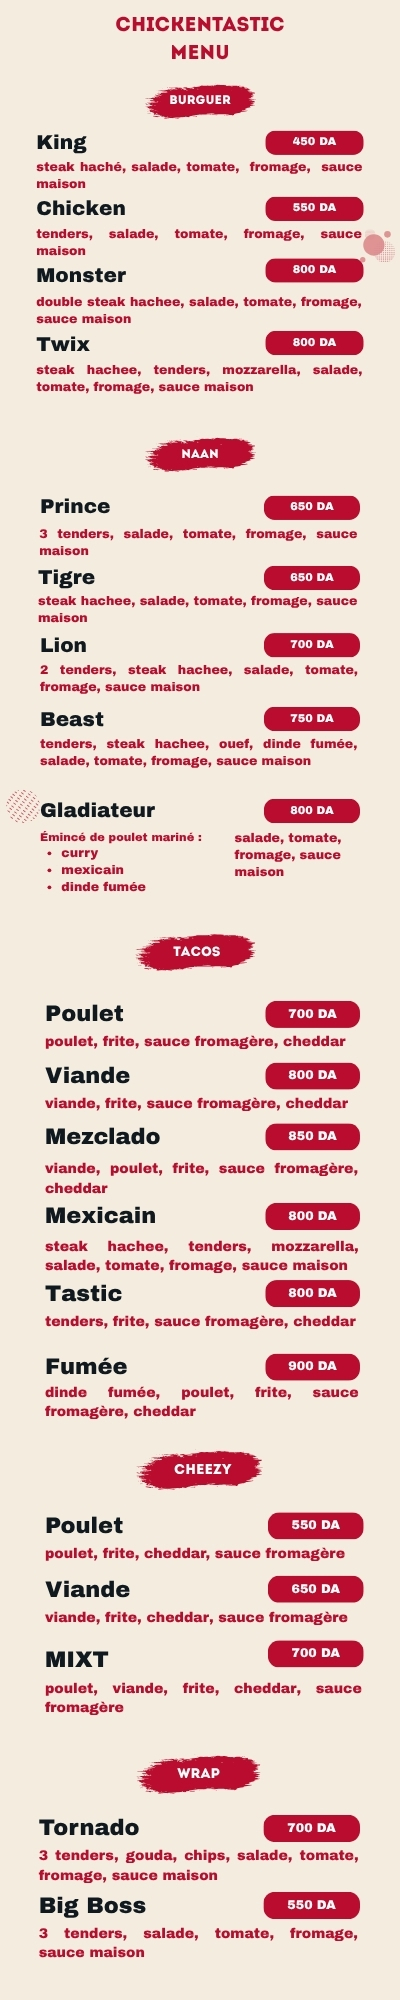 CHICKENTASTIC
MENU
BURGUER
King 450 DA
steak haché, salade, tomate, fromage, sauce
maison
Chicken 550 DA
tenders, salade, tomate, fromage, sauce
maison
Monster 800 DA
double steak hachee, salade, tomate, fromage,
sauce maison
Twix 800 DA
steak hachee, tenders, mozzarella, salade,
tomate, fromage, sauce maison
NAAN
Prince 650 DA
3 tenders, salade, tomate, fromage, sauce
maison
Tigre 650 DA
steak hachee, salade, tomate, fromage, sauce
maison
Lion 700 DA
2 tenders, steak hachee, salade, tomate,
fromage, sauce maison
Beast 750 DA
tenders, steak hachee, ouef, dinde fumée,
salade, tomate, fromage, sauce maison
Gladiateur 800 DA
Émincé de poulet mariné :
• curry
• mexicain
• dinde fumée
salade, tomate,
fromage, sauce
maison
TACOS
Poulet 700 DA
poulet, frite, sauce fromagère, cheddar
Viande 800 DA
viande, frite, sauce fromagère, cheddar
Mezclado 850 DA
viande, poulet, frite, sauce fromagère,
cheddar
Mexicain 800 DA
steak hachee, tenders, mozzarella,
salade, tomate, fromage, sauce maison
Tastic 800 DA
tenders, frite, sauce fromagère, cheddar
Fumée 900 DA
dinde fumée, poulet, frite, sauce
fromagère, cheddar
CHEEZY
Poulet 550 DA
poulet, frite, cheddar, sauce fromagère
Viande 650 DA
viande, frite, cheddar, sauce fromagère
MIXT 700 DA
poulet, viande, frite, cheddar, sauce
fromagère
WRAP
Tornado 700 DA
3 tenders, gouda, chips, salade, tomate,
fromage, sauce maison
Big Boss 550 DA
3 tenders, salade, tomate, fromage,
sauce maison